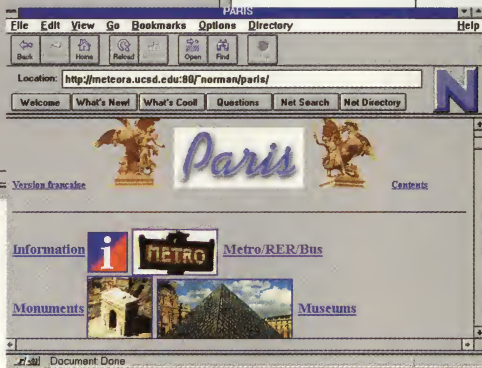 PARIS
File Edit View Go Bookmarks Options Directory Help
Back Home Reload Open Find
Location: http://meteora.ucsd.edu:80/~norman/paris/
Welcome What's New! What's Cool! Questions Net Search Net Directory
N
Paris
Version française Contents
Information i METRO Metro/RER/Bus
Monuments Museums
Document: Done